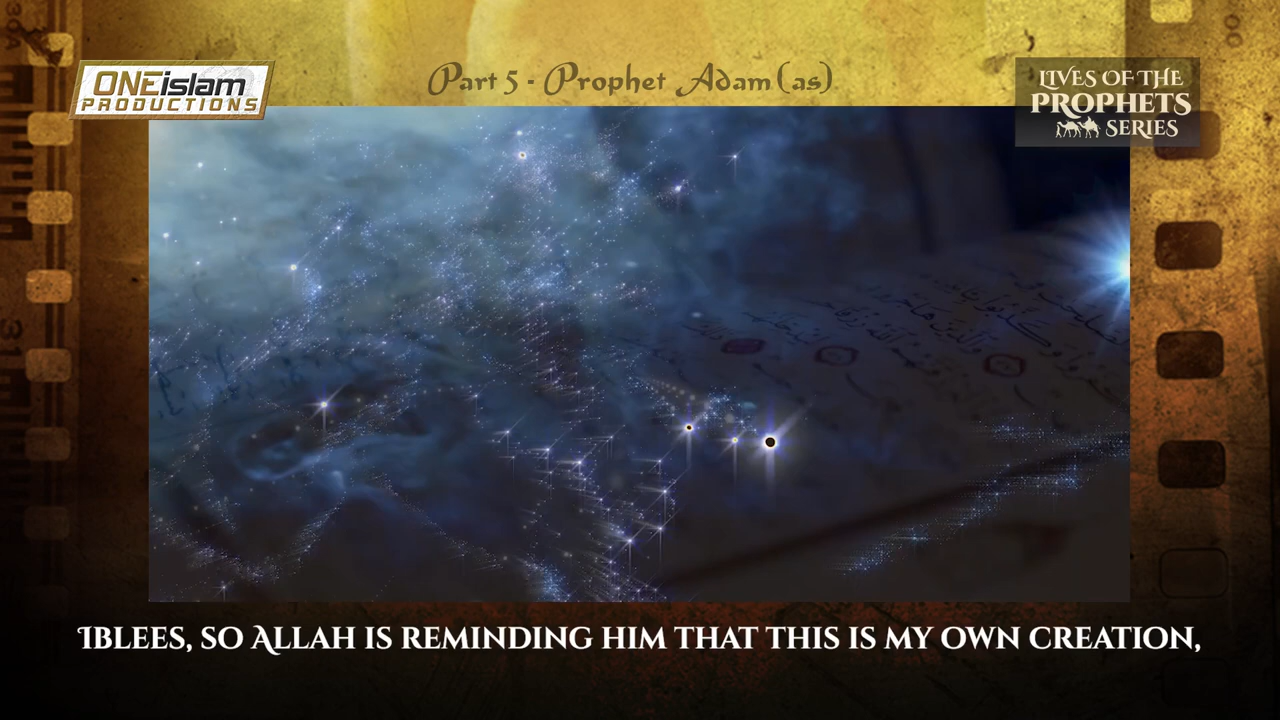 ONEislam
PRODUCTIONS
Part 5 - Prophet Adam (as)
LIVES OF THE
PROPHETS
SERIES
IBLEES, SO ALLAH IS REMINDING HIM THAT THIS IS MY OWN CREATION,